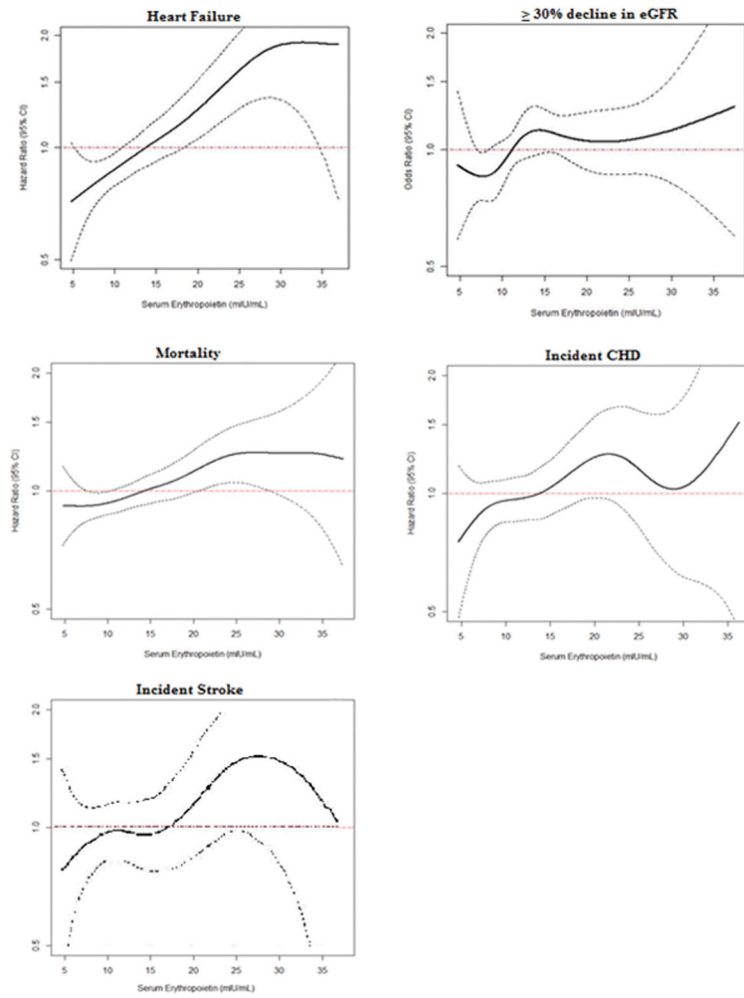 Heart Failure
2.0
1.5
1.0
0.5
Hazard Ratio (95% CI)
5 10 15 20 25 30 35
Serum Erythropoietin (mIU/mL)
≥ 30% decline in eGFR
2.0
1.5
1.0
0.5
Odds Ratio (95% CI)
5 10 15 20 25 30 35
Serum Erythropoietin (mIU/mL)
Mortality
2.0
1.5
1.0
0.5
Hazard Ratio (95% CI)
5 10 15 20 25 30 35
Serum Erythropoietin (mIU/mL)
Incident CHD
2.0
1.5
1.0
0.5
Hazard Ratio (95% CI)
5 10 15 20 25 30 35
Serum Erythropoietin (mIU/mL)
Incident Stroke
2.0
1.5
1.0
0.5
Hazard Ratio (95% CI)
5 10 15 20 25 30 35
Serum Erythropoietin (mIU/mL)